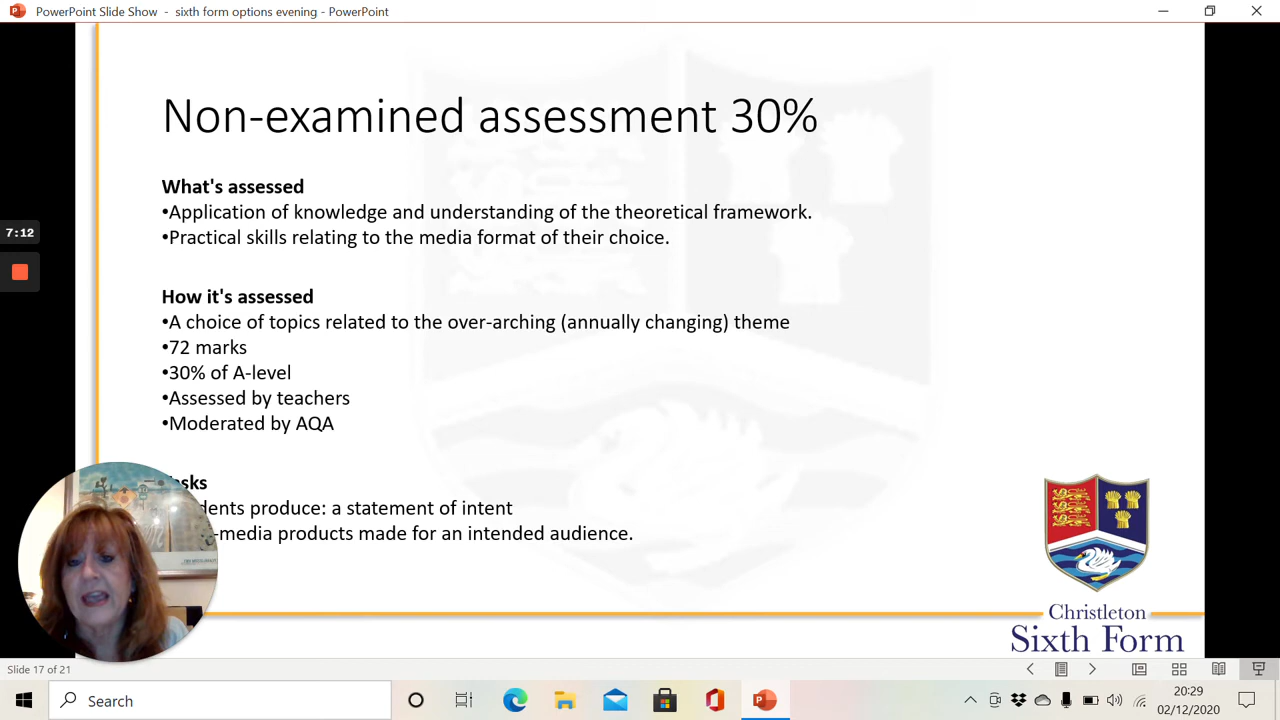 PowerPoint Slide Show - sixth form options evening - PowerPoint
Non-examined assessment 30%
What's assessed
•Application of knowledge and understanding of the theoretical framework.
•Practical skills relating to the media format of their choice.
7:12
How it's assessed
•A choice of topics related to the over-arching (annually changing) theme
•72 marks
•30% of A-level
•Assessed by teachers
•Moderated by AQA
produce: a statement of intent
-media products made for an intended audience.
Christleton
Sixth Form
Slide 17 of 21
Search
20:29
02/12/2020